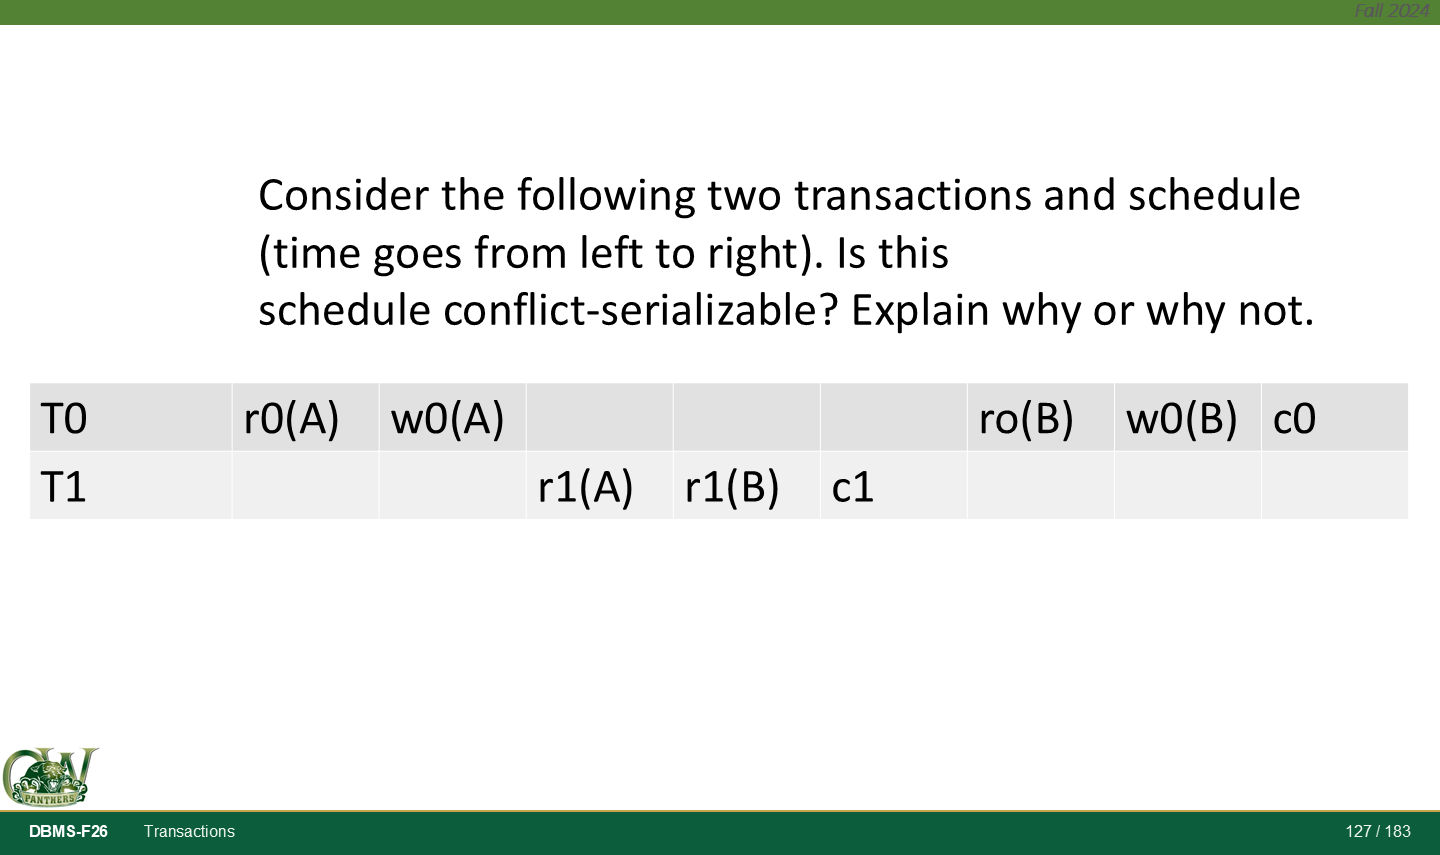 Fall 2024
Consider the following two transactions and schedule
(time goes from left to right). Is this
schedule conflict-serializable? Explain why or why not.
T0 r0(A) w0(A) ro(B) w0(B) c0
T1 r1(A) r1(B) c1
OW
PANTHERS
DBMS-F26 Transactions 127 / 183